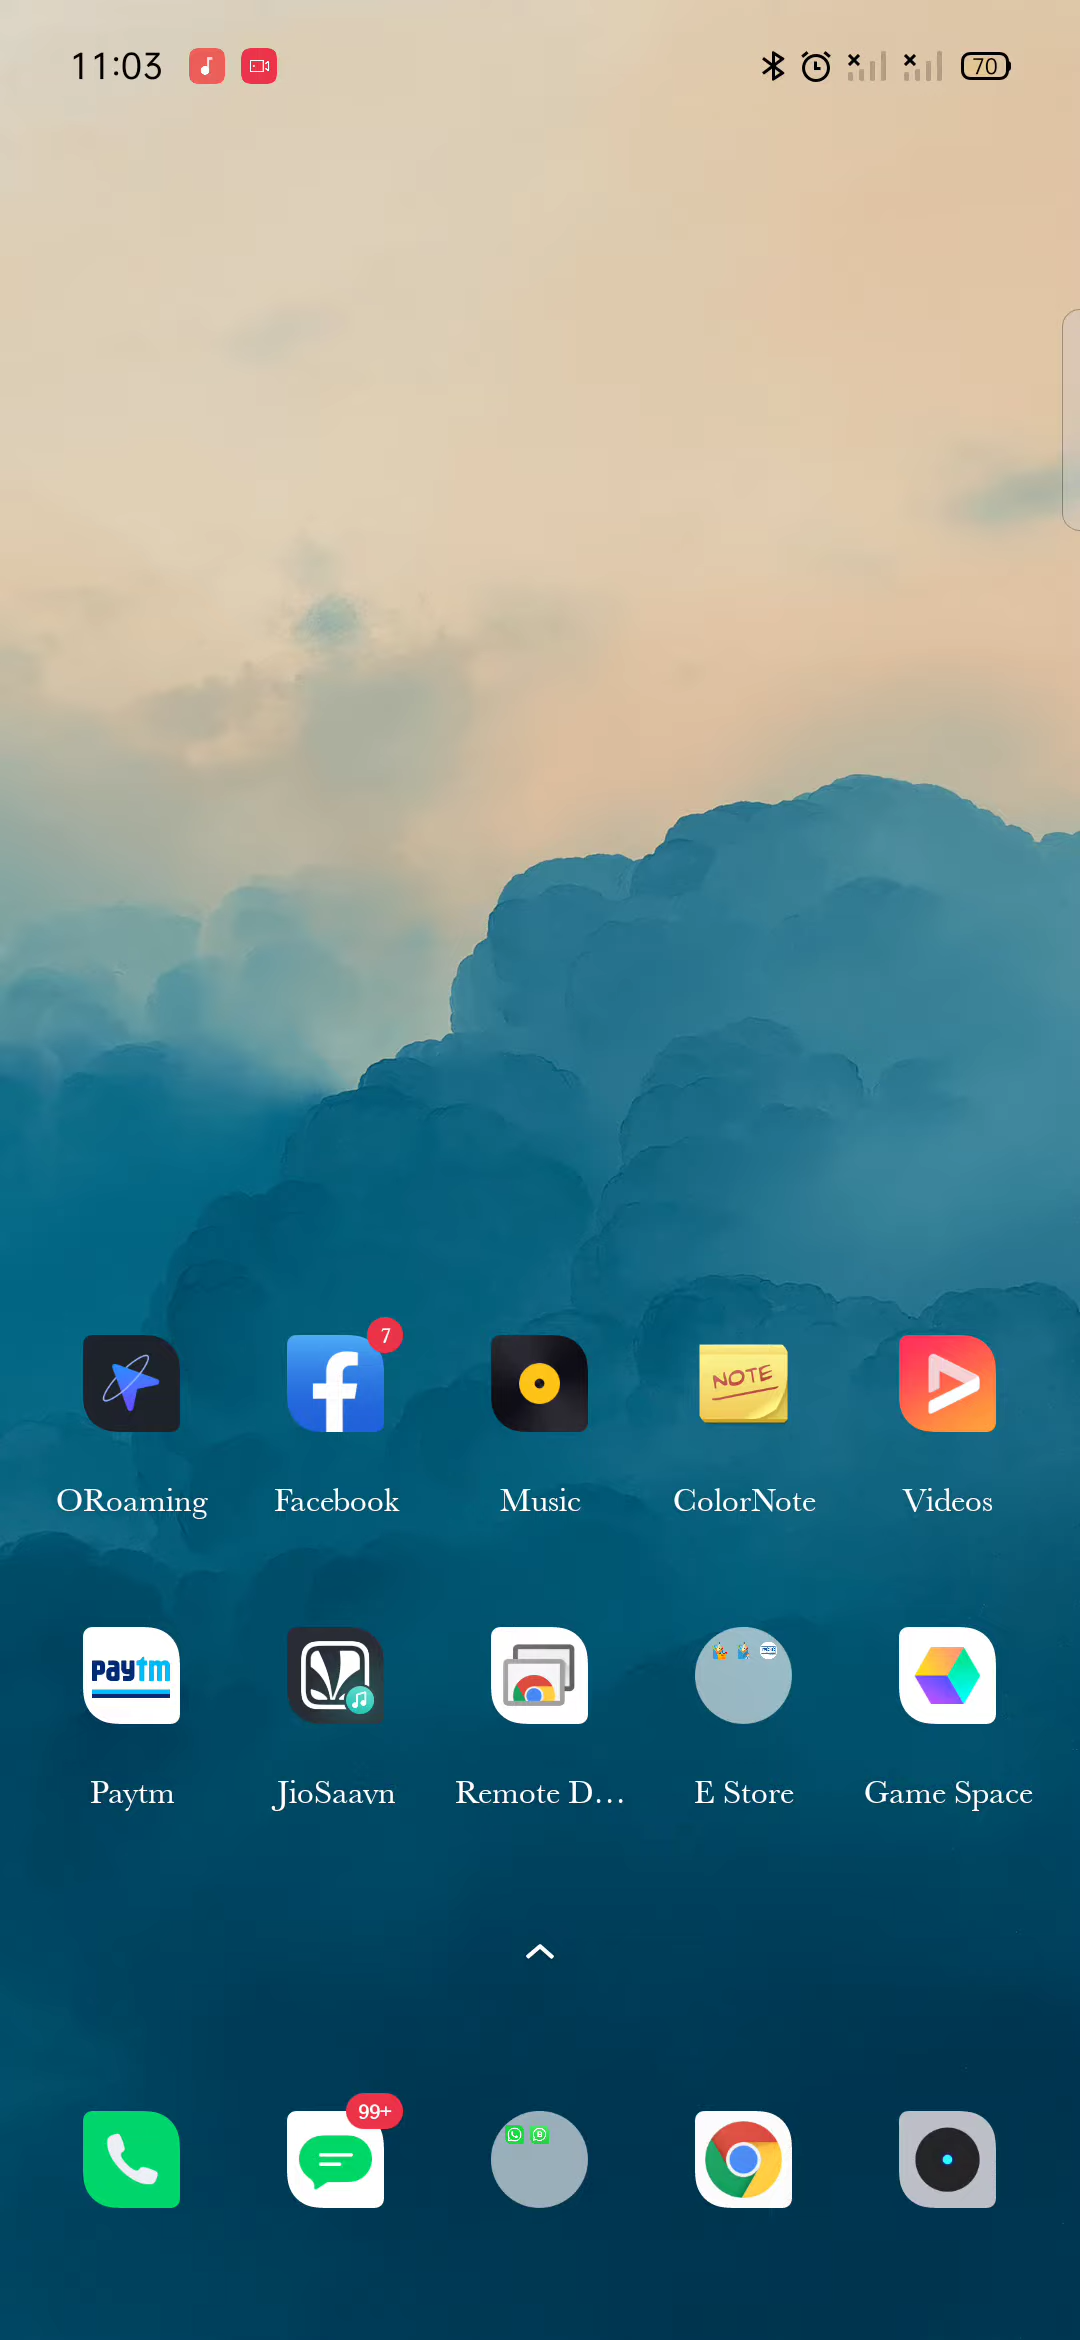 11:03 70
7
NOTE
ORoaming Facebook Music ColorNote Videos
paytm
Paytm JioSaavn Remote D... E Store Game Space
99+